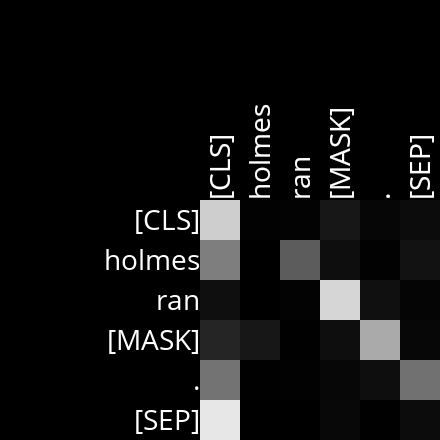 [CLS] holmes ran [MASK] . [SEP]
[CLS]
holmes
ran
[MASK]
.
[SEP]